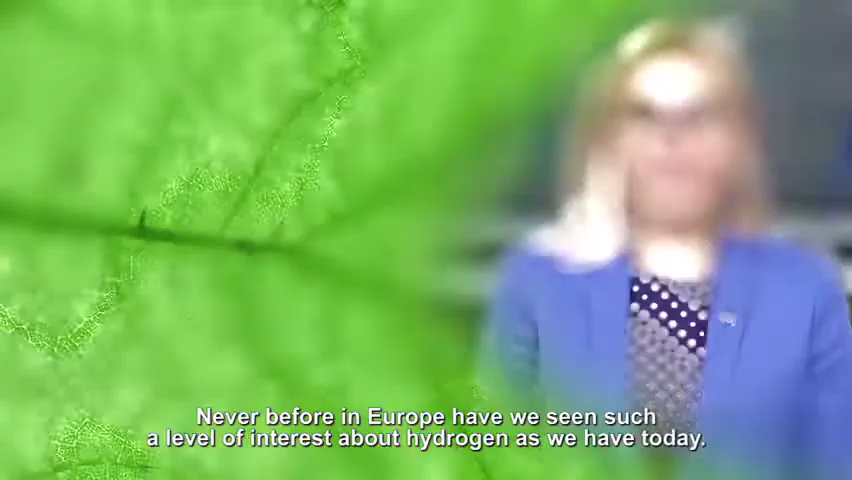 Never before in Europe have we seen such
a level of interest about hydrogen as we have today.